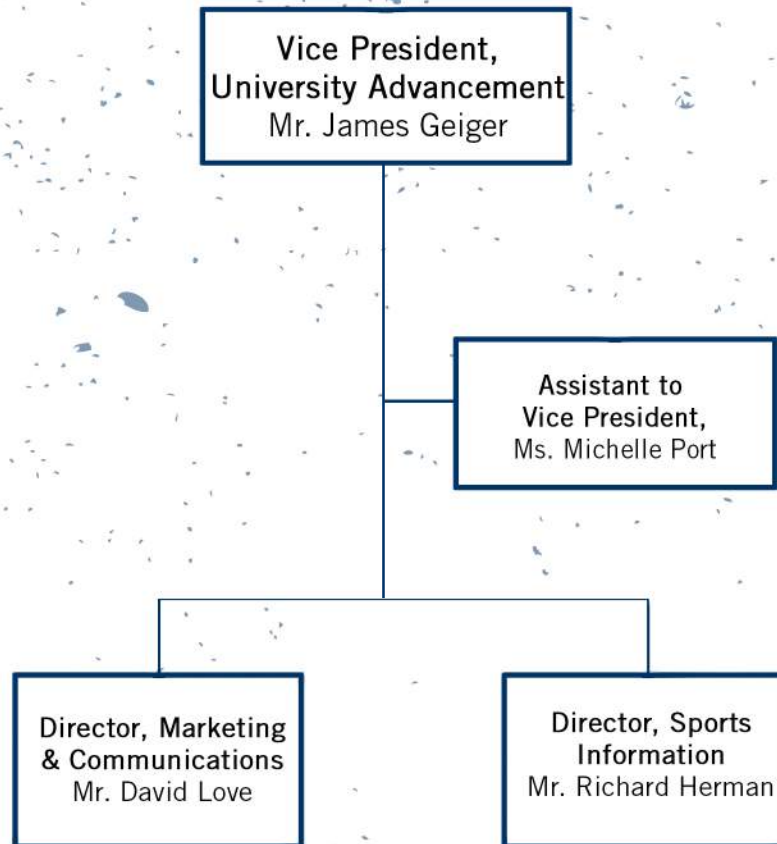 Vice President,
University Advancement
Mr. James Geiger
Assistant to
Vice President,
Ms. Michelle Port
Director, Marketing
& Communications
Mr. David Love
Director, Sports
Information
Mr. Richard Herman